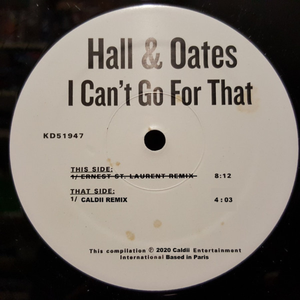 Hall & Oates
I Can't Go For That
KD51947
THIS SIDE:
1/ ERNEST ST. LAURENT REMIX 8:12
THAT SIDE:
1/ CALDII REMIX 4:03
This compilation ℗ 2020 Caldii Entertainment
International Based in Paris